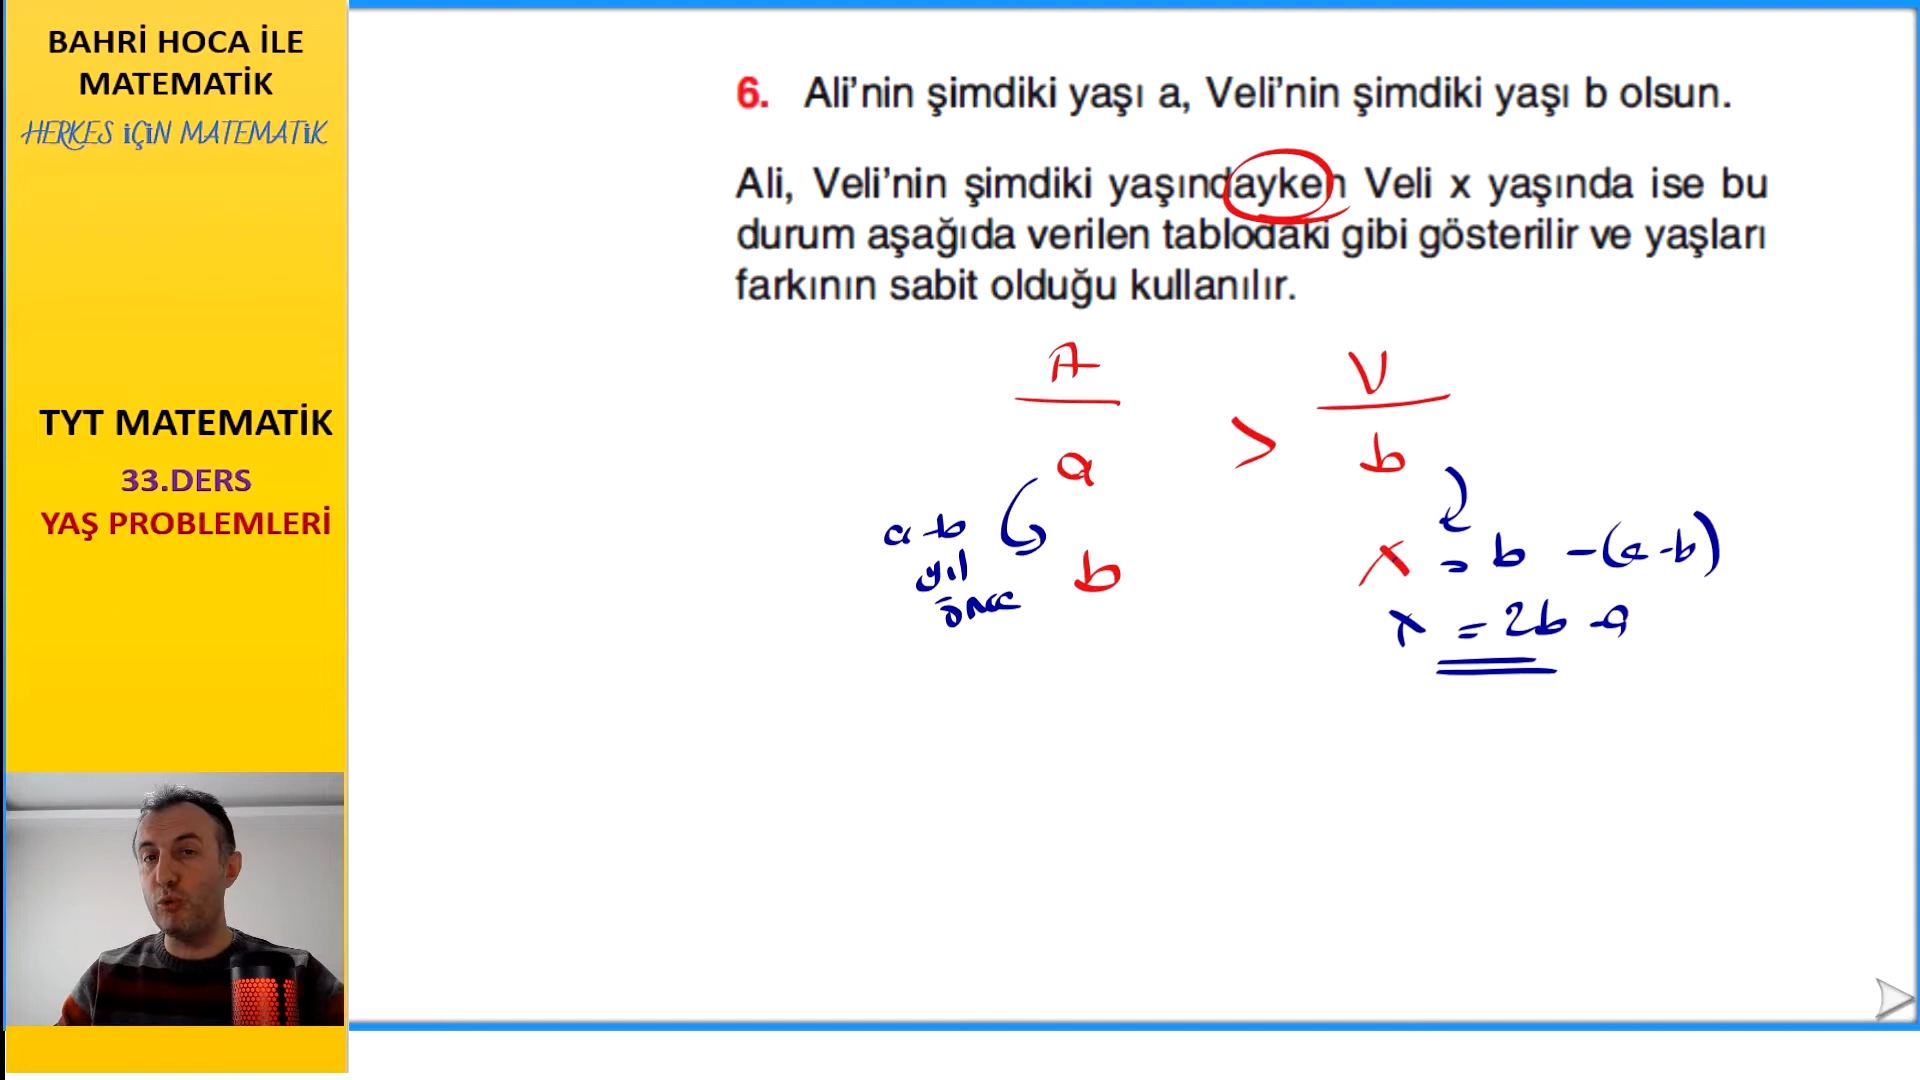 BAHRİ HOCA İLE
MATEMATİK
HERKES İÇİN MATEMATİK
TYT MATEMATİK
33.DERS
YAŞ PROBLEMLERİ
6. Ali’nin şimdiki yaşı a, Veli’nin şimdiki yaşı b olsun.
Ali, Veli’nin şimdiki yaşındayken Veli x yaşında ise bu
durum aşağıda verilen tablodaki gibi gösterilir ve yaşları
farkının sabit olduğu kullanılır.
A V
a > b
a-b
yıl
önce
b x = b -(a-b)
x = 2b -a